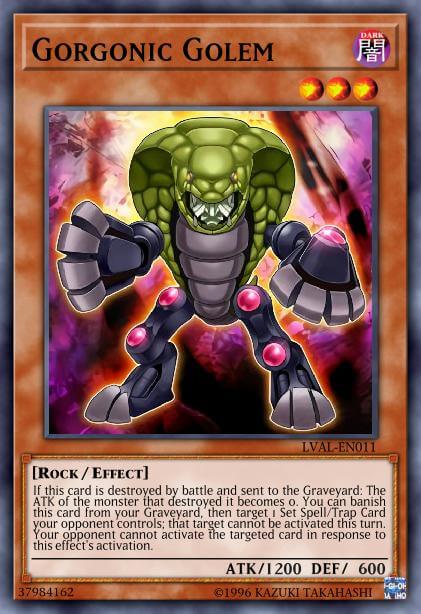 GORGONIC GOLEM
DARK
闇
LVAL-EN011
[ROCK / EFFECT]
If this card is destroyed by battle and sent to the Graveyard: The
ATK of the monster that destroyed it becomes 0. You can banish
this card from your Graveyard, then target 1 Set Spell/Trap Card
your opponent controls; that target cannot be activated this turn.
Your opponent cannot activate the targeted card in response to
this effect's activation.
ATK/1200 DEF/ 600
37984162
©1996 KAZUKI TAKAHASHI